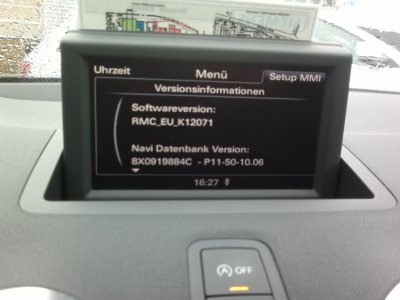 Uhrzeit Menü Setup MMI
Versionsinformationen
Softwareversion:
RMC_EU_K12071
Navi Datenbank Version:
8X0919884C - P11-50-10.06
16:27
A OFF